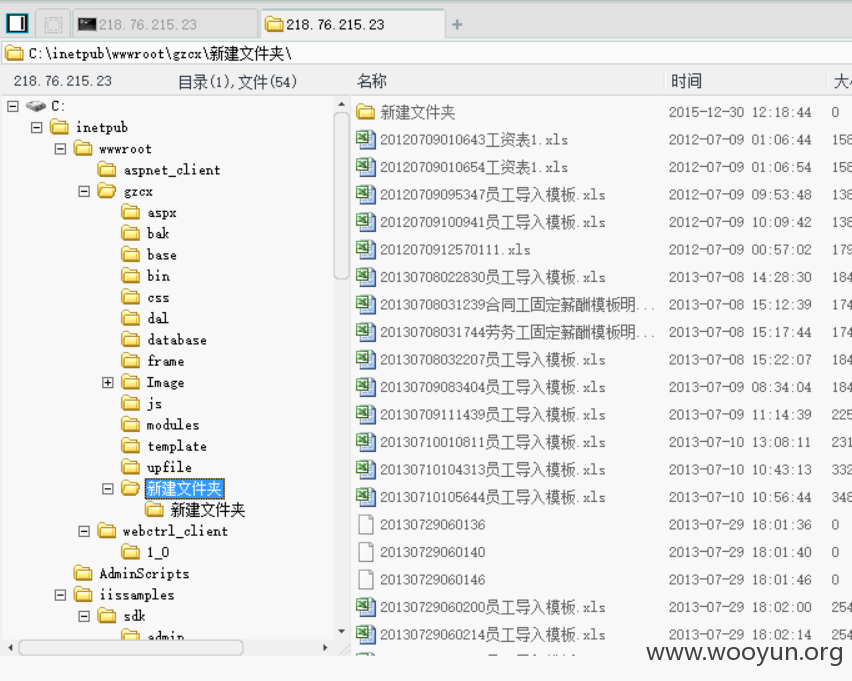 218.76.215.23 218.76.215.23 +
C:\inetpub\wwwroot\gzcx\新建文件夹\
218.76.215.23 目录(1),文件(54)
C:
inetpub
wwwroot
aspnet_client
gzcx
aspx
bak
base
bin
css
dal
database
frame
Image
js
modules
template
upfile
新建文件夹
新建文件夹
webctrl_client
1_0
AdminScripts
iissamples
sdk
admin
名称 时间 大
新建文件夹 2015-12-30 12:18:44 0
20120709010643工资表1.xls 2012-07-09 01:06:44 158
20120709010654工资表1.xls 2012-07-09 01:06:54 158
20120709095347员工导入模板.xls 2012-07-09 09:53:48 138
20120709100941员工导入模板.xls 2012-07-09 10:09:42 138
2012070912570111.xls 2012-07-09 00:57:02 179
20130708022830员工导入模板.xls 2013-07-08 14:28:30 184
20130708031239合同工固定薪酬模板明... 2013-07-08 15:12:39 174
20130708031744劳务工固定薪酬模板明... 2013-07-08 15:17:44 174
20130708032207员工导入模板.xls 2013-07-08 15:22:07 184
20130709083404员工导入模板.xls 2013-07-09 08:34:04 184
20130709111439员工导入模板.xls 2013-07-09 11:14:39 225
20130710010811员工导入模板.xls 2013-07-10 13:08:11 231
20130710104313员工导入模板.xls 2013-07-10 10:43:13 332
20130710105644员工导入模板.xls 2013-07-10 10:56:44 348
20130729060136 2013-07-29 18:01:36 0
20130729060140 2013-07-29 18:01:40 0
20130729060146 2013-07-29 18:01:46 0
20130729060200员工导入模板.xls 2013-07-29 18:02:00 254
20130729060214员工导入模板.xls 2013-07-29 18:02:14 254
www.wooyun.org